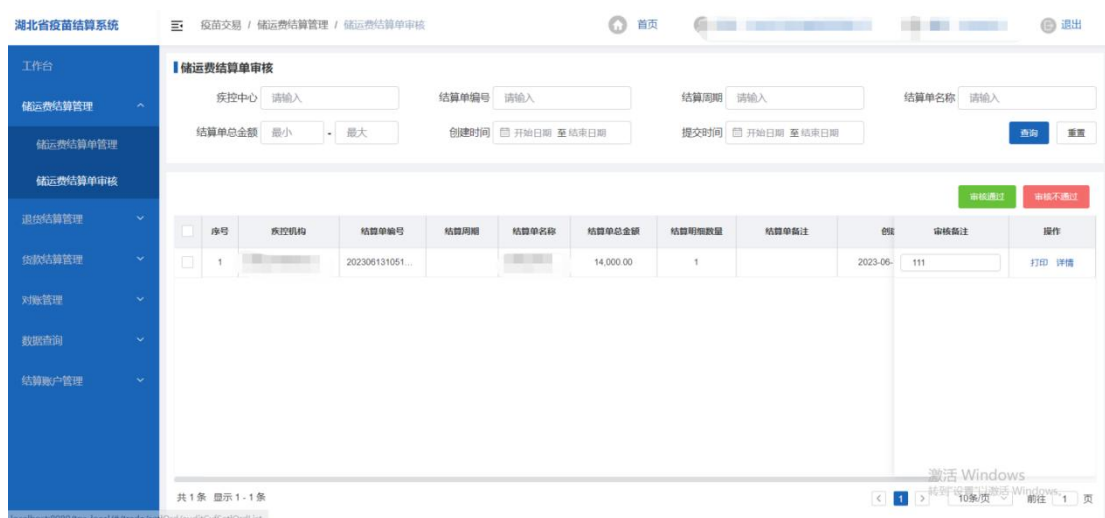 湖北省疫苗结算系统
疫苗交易 / 储运费结算管理 / 储运费结算单审核
首页
退出
工作台
储运费结算管理
储运费结算单管理
储运费结算单审核
退货结算管理
货款结算管理
对账管理
数据查询
结算账户管理
储运费结算单审核
疾控中心 请输入 结算单编号 请输入 结算周期 请输入 结算单名称 请输入
结算单总金额 最小 - 最大 创建时间 开始日期 至 结束日期 提交时间 开始日期 至 结束日期 查询 重置
审核通过 审核不通过
序号 疾控机构 结算单编号 结算周期 结算单名称 结算单总金额 结算明细数量 结算单备注 创 审核备注 操作
1 202306131051... 14,000.00 1 2023-06- 111 打印 详情
激活 Windows
转到"设置"以激活 Windows。
共 1 条 显示 1 - 1 条 < 1 > 10条/页 前往 1 页